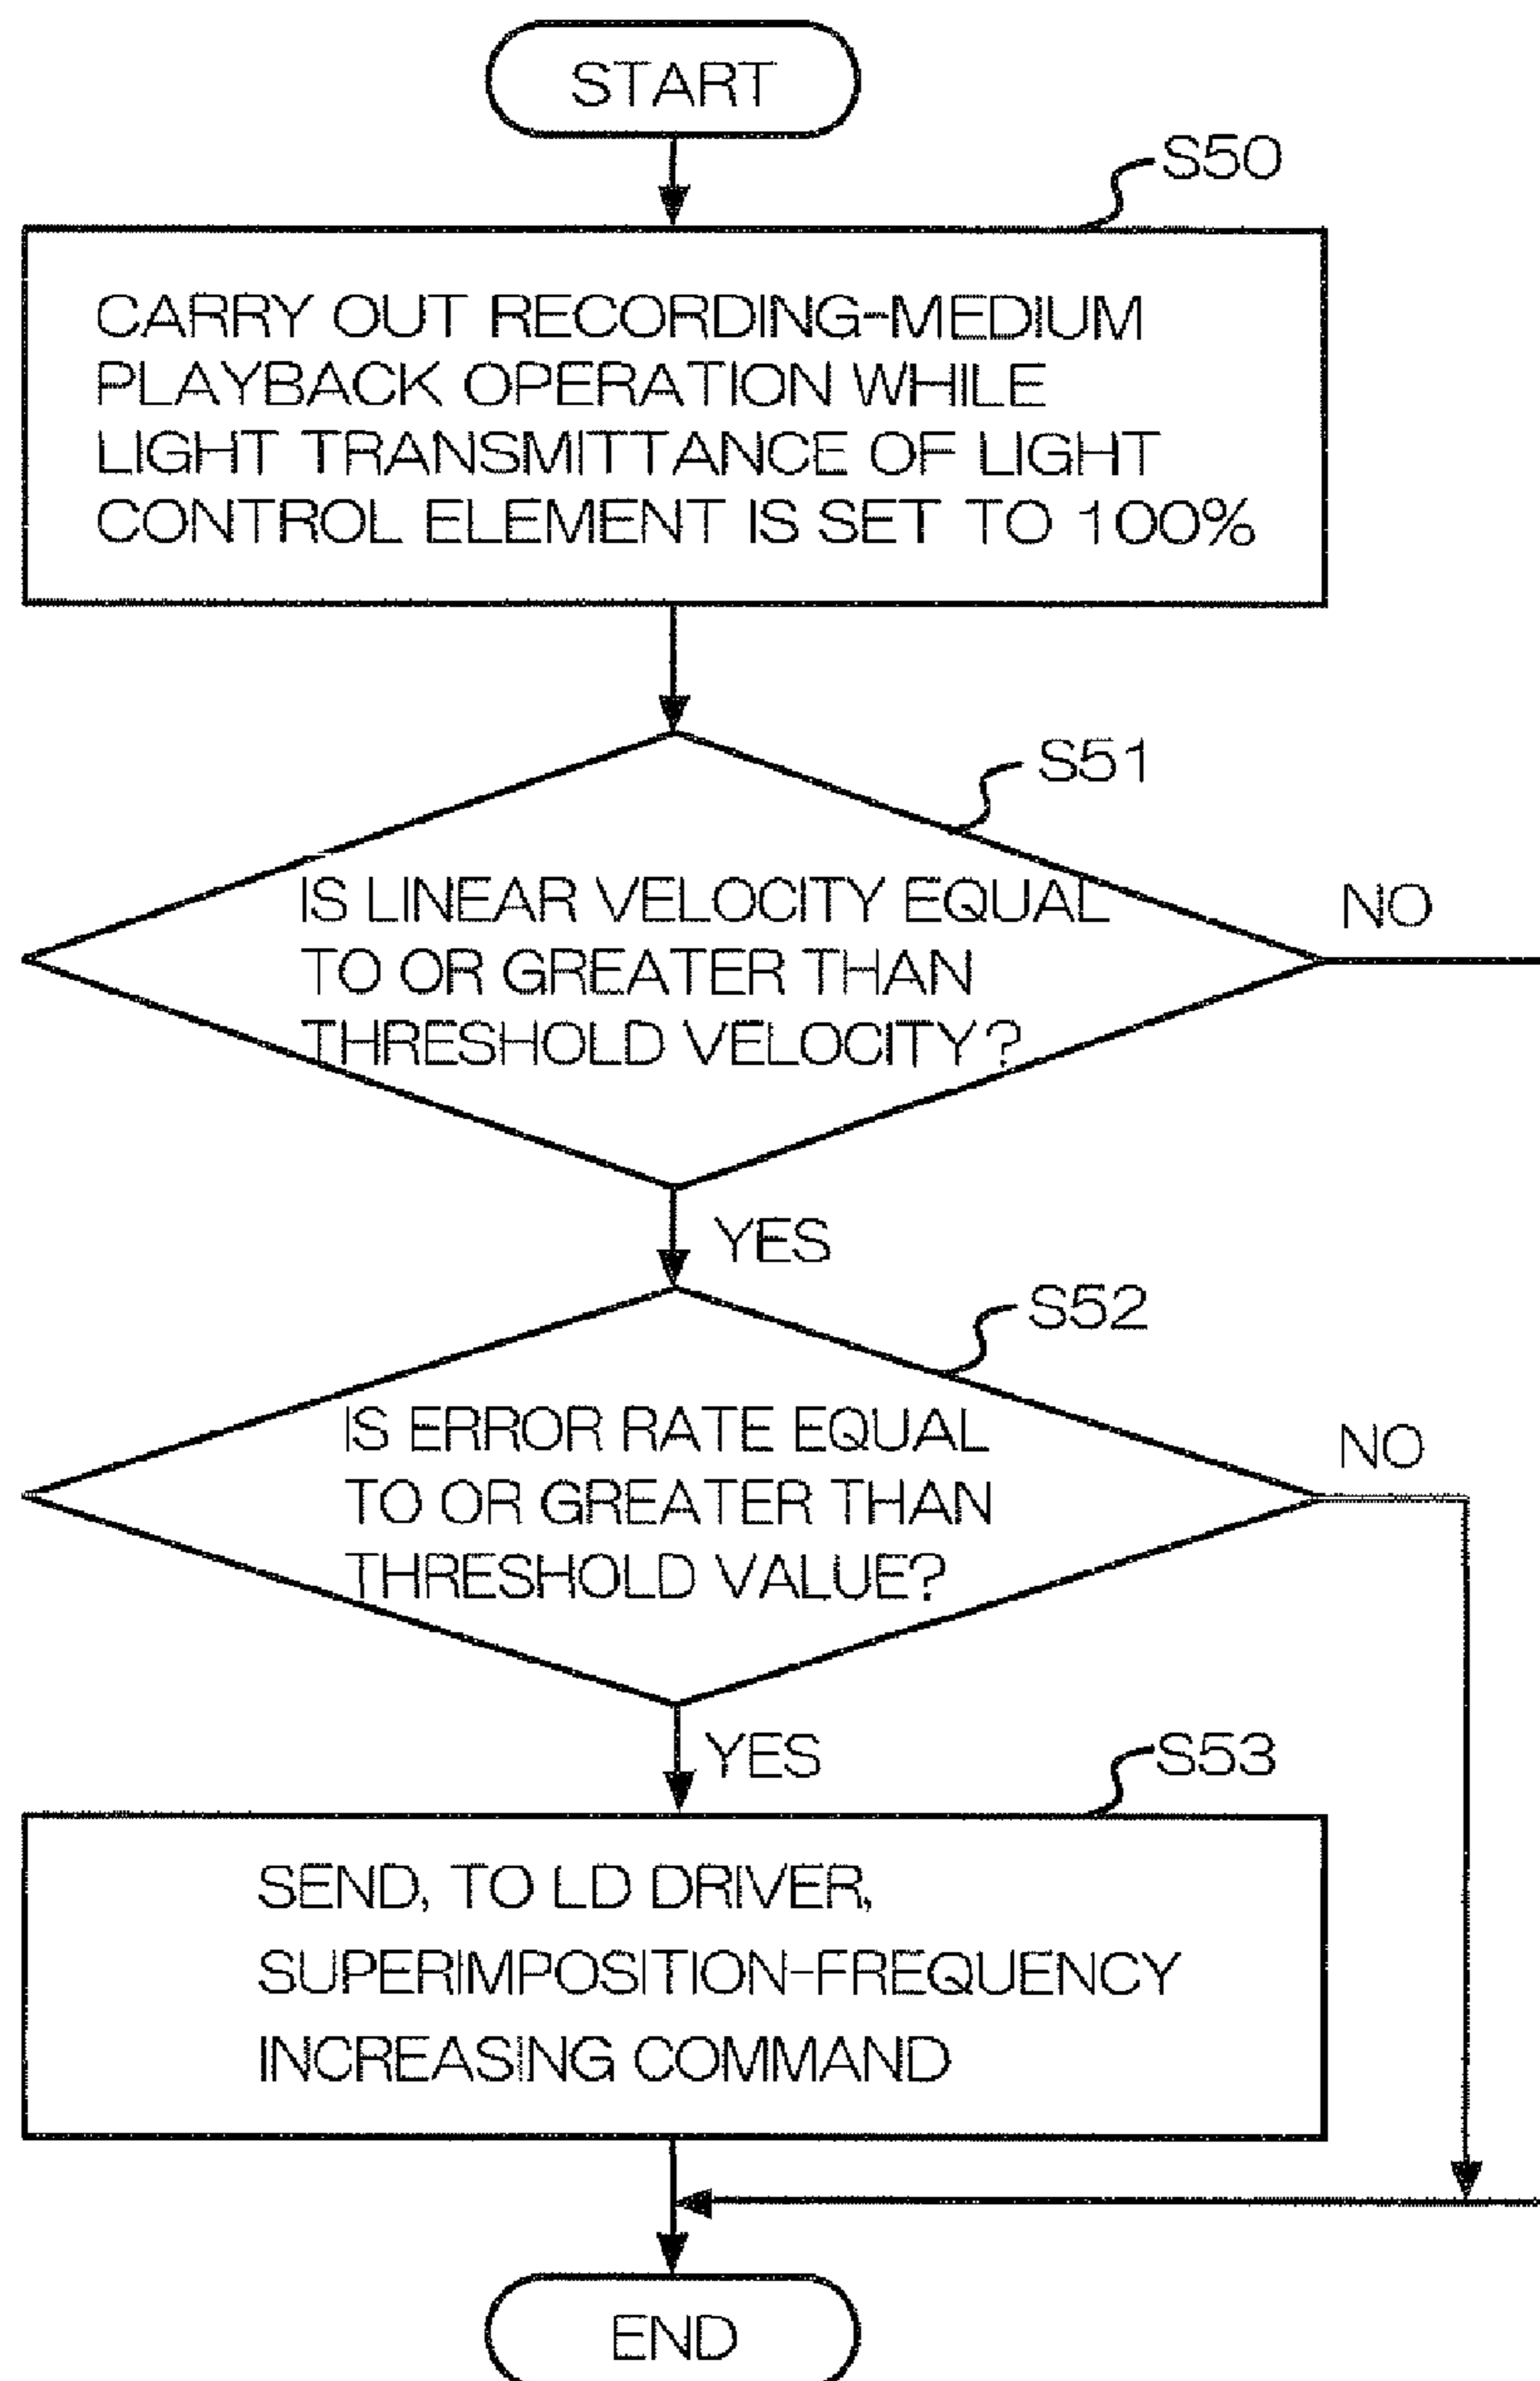 START
S50
CARRY OUT RECORDING-MEDIUM
PLAYBACK OPERATION WHILE
LIGHT TRANSMITTANCE OF LIGHT
CONTROL ELEMENT IS SET TO 100%
S51
IS LINEAR VELOCITY EQUAL
TO OR GREATER THAN
THRESHOLD VELOCITY?
NO
YES
S52
IS ERROR RATE EQUAL
TO OR GREATER THAN
THRESHOLD VALUE?
NO
YES
S53
SEND, TO LD DRIVER,
SUPERIMPOSITION-FREQUENCY
INCREASING COMMAND
END